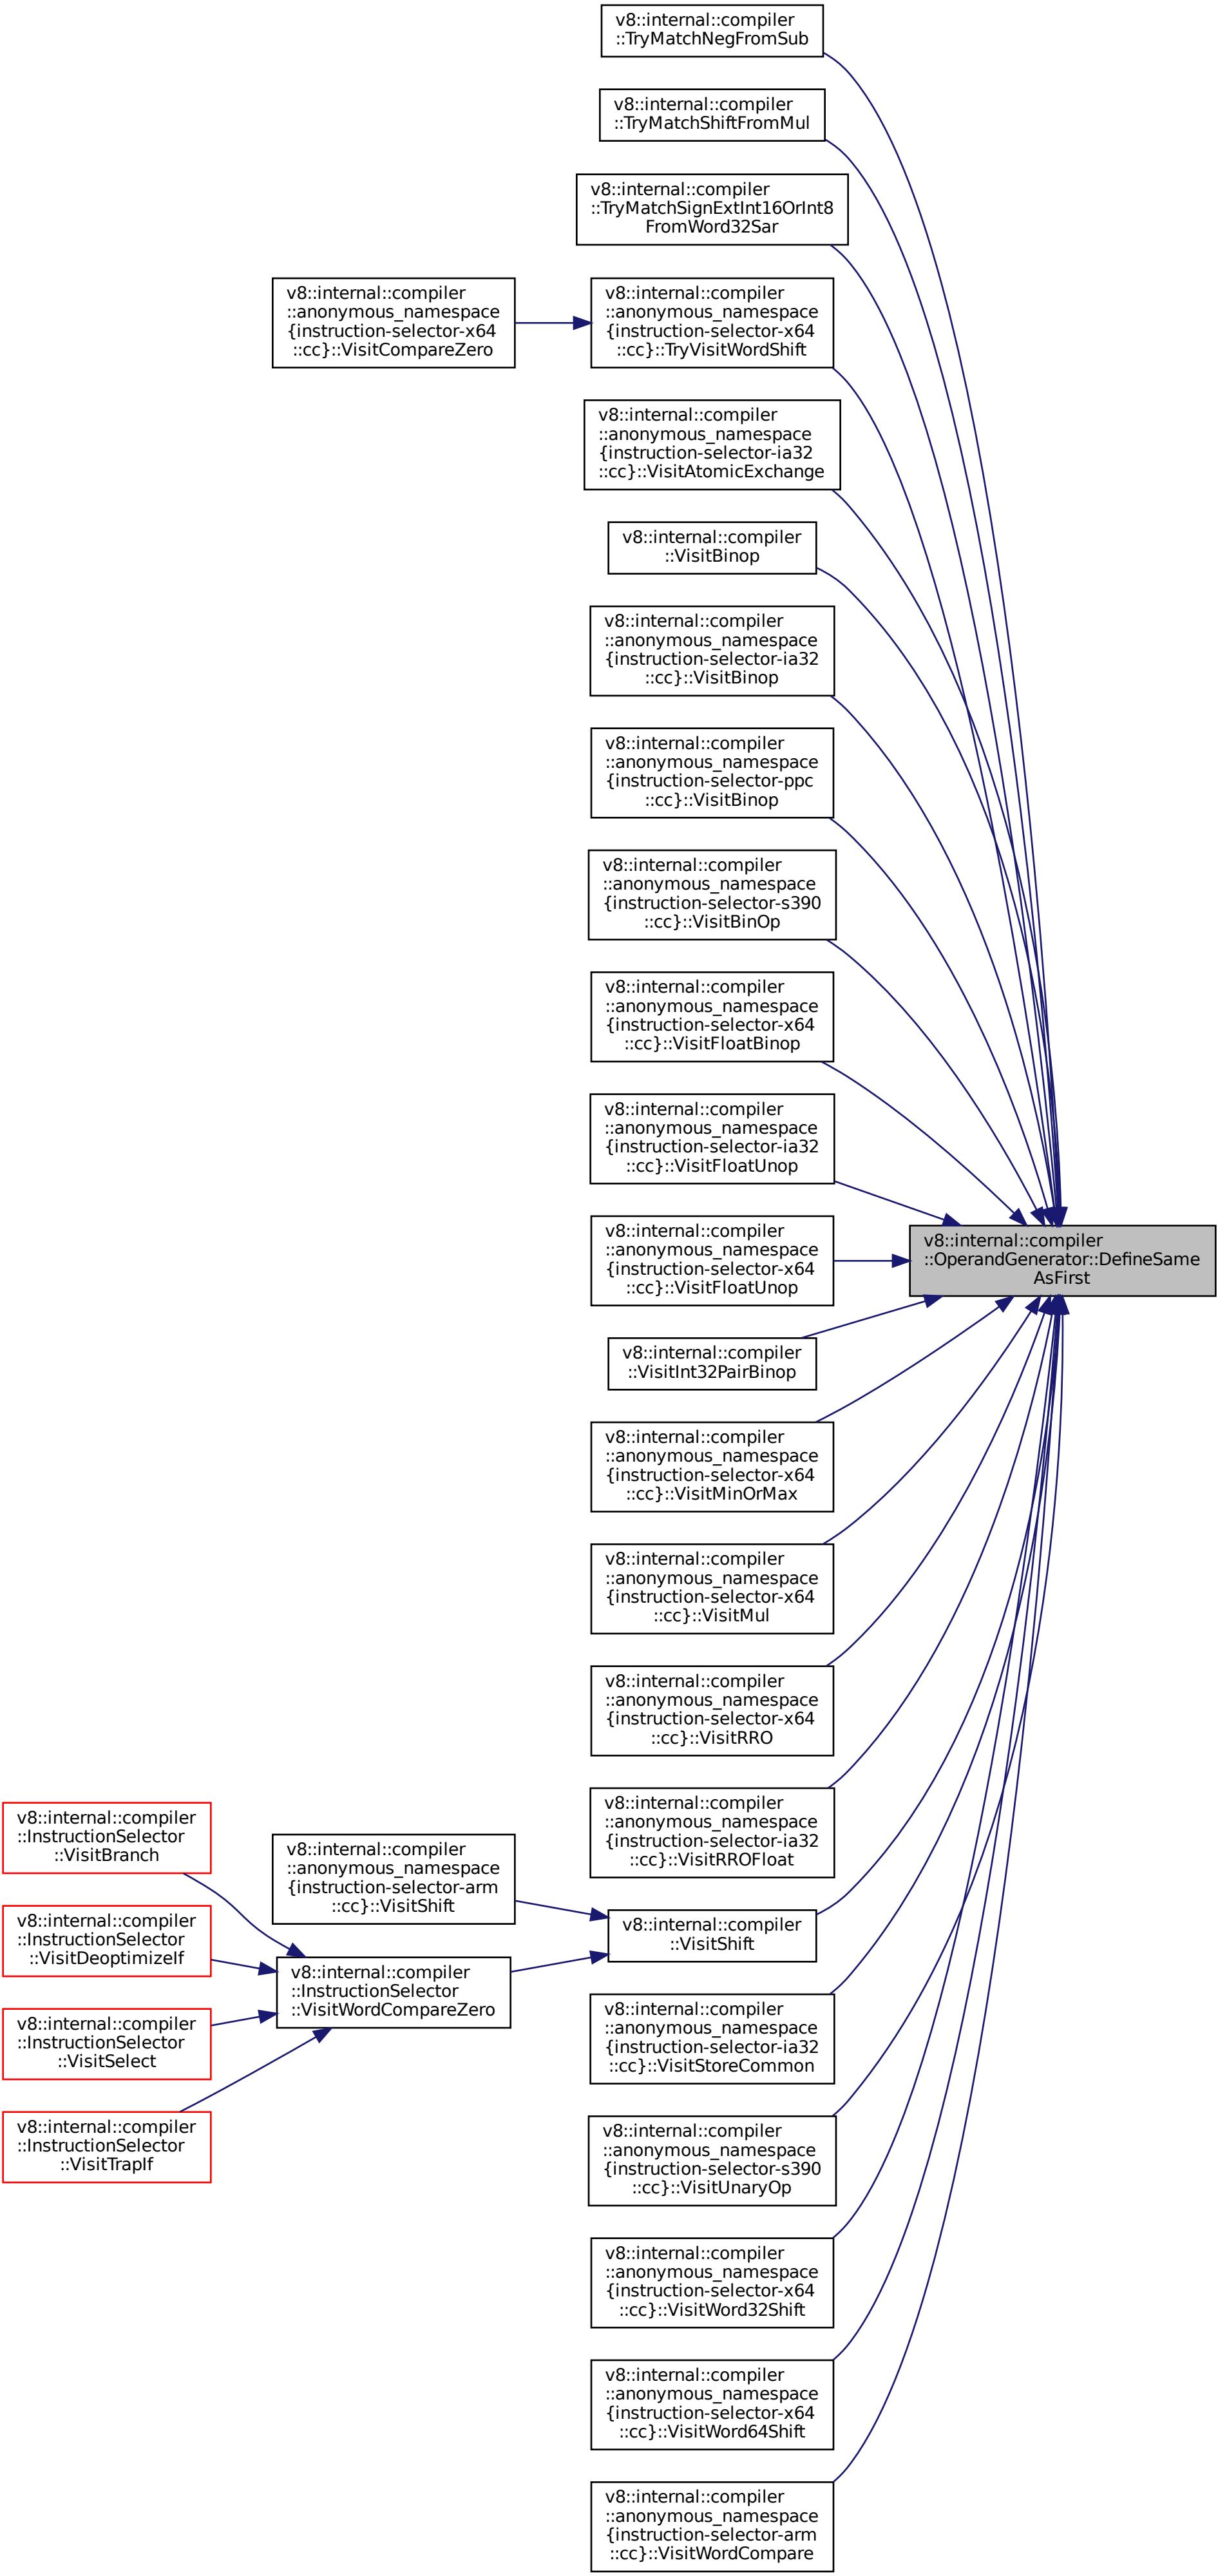 v8::internal::compiler
::TryMatchNegFromSub
v8::internal::compiler
::TryMatchShiftFromMul
v8::internal::compiler
::TryMatchSignExtInt16OrInt8
FromWord32Sar
v8::internal::compiler
::anonymous_namespace
{instruction-selector-x64
::cc}::VisitCompareZero
v8::internal::compiler
::anonymous_namespace
{instruction-selector-x64
::cc}::TryVisitWordShift
v8::internal::compiler
::anonymous_namespace
{instruction-selector-ia32
::cc}::VisitAtomicExchange
v8::internal::compiler
::VisitBinop
v8::internal::compiler
::anonymous_namespace
{instruction-selector-ia32
::cc}::VisitBinop
v8::internal::compiler
::anonymous_namespace
{instruction-selector-ppc
::cc}::VisitBinop
v8::internal::compiler
::anonymous_namespace
{instruction-selector-s390
::cc}::VisitBinOp
v8::internal::compiler
::anonymous_namespace
{instruction-selector-x64
::cc}::VisitFloatBinop
v8::internal::compiler
::anonymous_namespace
{instruction-selector-ia32
::cc}::VisitFloatUnop
v8::internal::compiler
::anonymous_namespace
{instruction-selector-x64
::cc}::VisitFloatUnop
v8::internal::compiler
::OperandGenerator::DefineSame
AsFirst
v8::internal::compiler
::VisitInt32PairBinop
v8::internal::compiler
::anonymous_namespace
{instruction-selector-x64
::cc}::VisitMinOrMax
v8::internal::compiler
::anonymous_namespace
{instruction-selector-x64
::cc}::VisitMul
v8::internal::compiler
::anonymous_namespace
{instruction-selector-x64
::cc}::VisitRRO
v8::internal::compiler
::anonymous_namespace
{instruction-selector-ia32
::cc}::VisitRROFloat
v8::internal::compiler
::InstructionSelector
::VisitBranch
v8::internal::compiler
::anonymous_namespace
{instruction-selector-arm
::cc}::VisitShift
v8::internal::compiler
::VisitShift
v8::internal::compiler
::InstructionSelector
::VisitDeoptimizeIf
v8::internal::compiler
::InstructionSelector
::VisitWordCompareZero
v8::internal::compiler
::InstructionSelector
::VisitSelect
v8::internal::compiler
::anonymous_namespace
{instruction-selector-ia32
::cc}::VisitStoreCommon
v8::internal::compiler
::InstructionSelector
::VisitTrapIf
v8::internal::compiler
::anonymous_namespace
{instruction-selector-s390
::cc}::VisitUnaryOp
v8::internal::compiler
::anonymous_namespace
{instruction-selector-x64
::cc}::VisitWord32Shift
v8::internal::compiler
::anonymous_namespace
{instruction-selector-x64
::cc}::VisitWord64Shift
v8::internal::compiler
::anonymous_namespace
{instruction-selector-arm
::cc}::VisitWordCompare